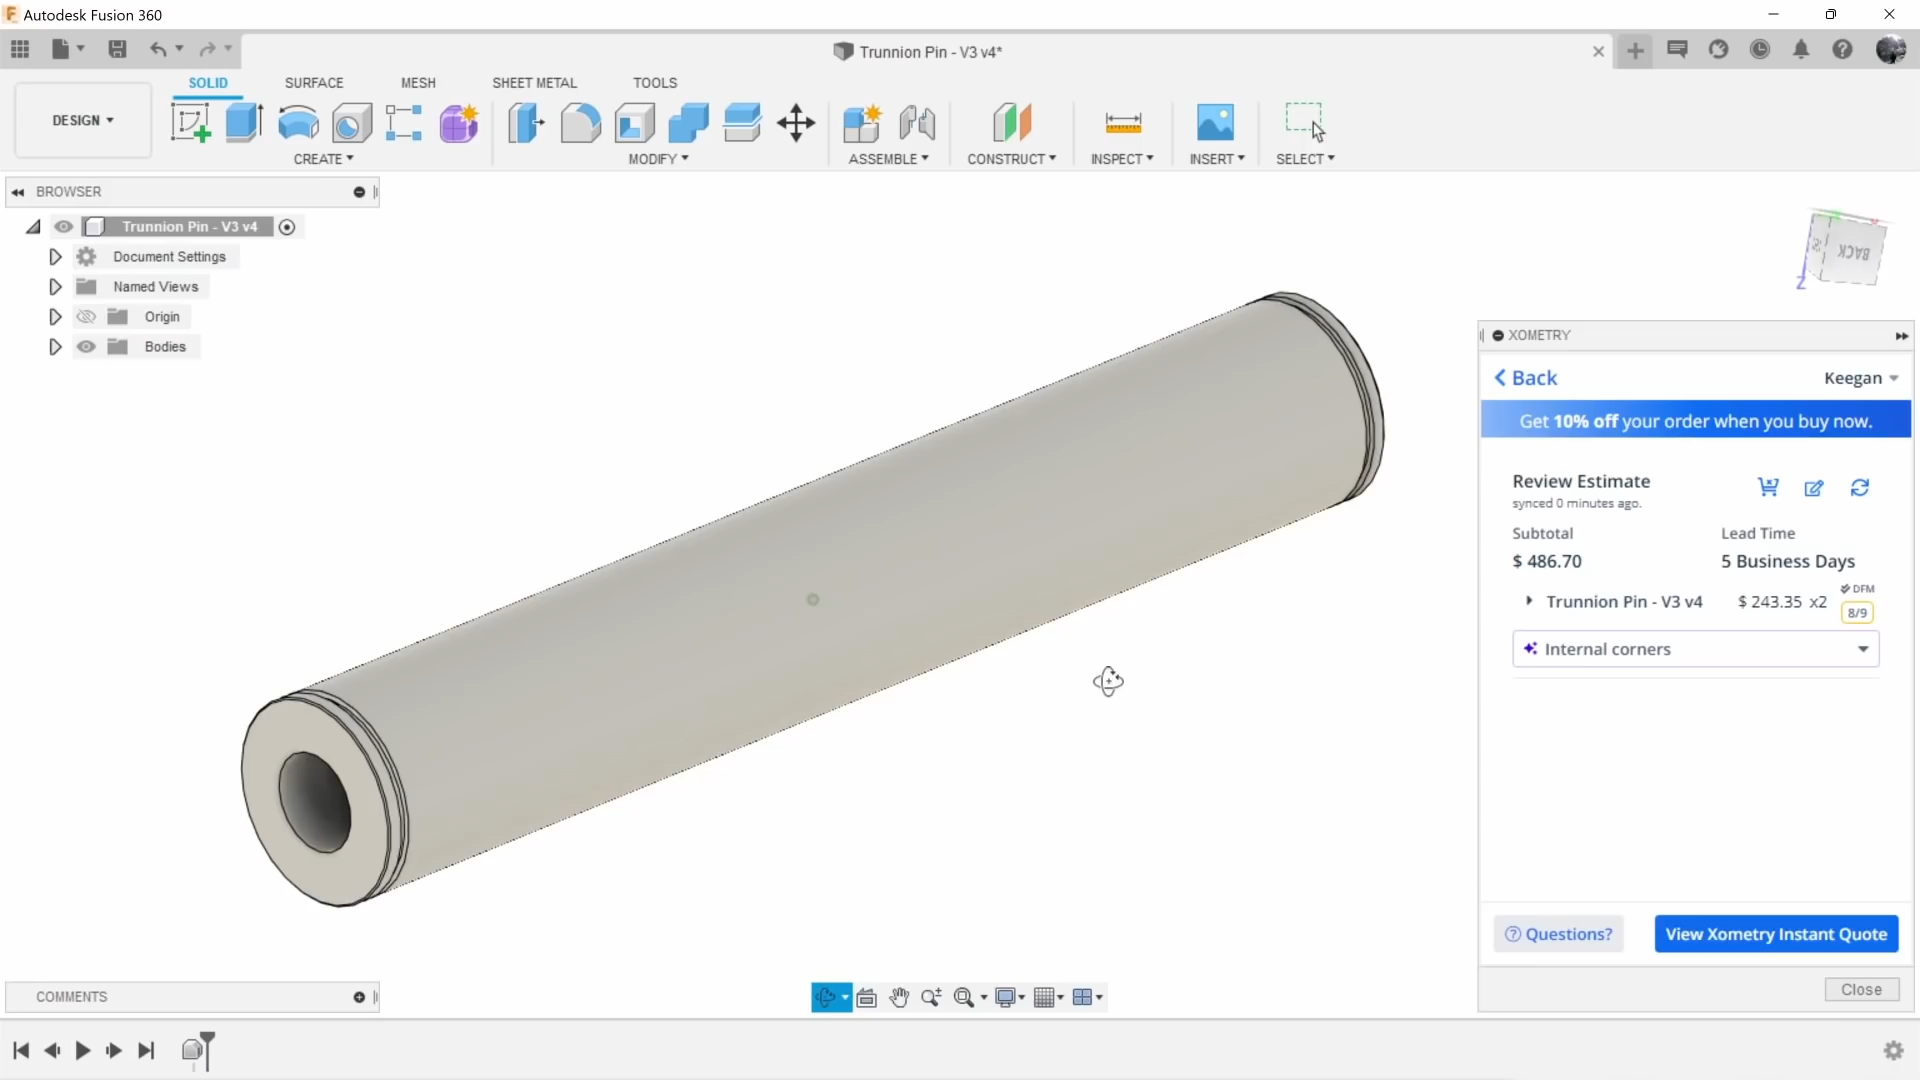 Autodesk Fusion 360
Trunnion Pin - V3 v4*
SOLID SURFACE MESH SHEET METAL TOOLS
DESIGN
CREATE MODIFY ASSEMBLE CONSTRUCT INSPECT INSERT SELECT
BROWSER
Trunnion Pin - V3 v4
Document Settings
Named Views
Origin
Bodies
BACK
Z
XOMETRY
Back
Keegan
Get 10% off your order when you buy now.
Review Estimate
synced 0 minutes ago.
Subtotal Lead Time
$ 486.70 5 Business Days
DFM
Trunnion Pin - V3 v4 $ 243.35 x2
8/9
Internal corners
Questions? View Xometry Instant Quote
Close
COMMENTS